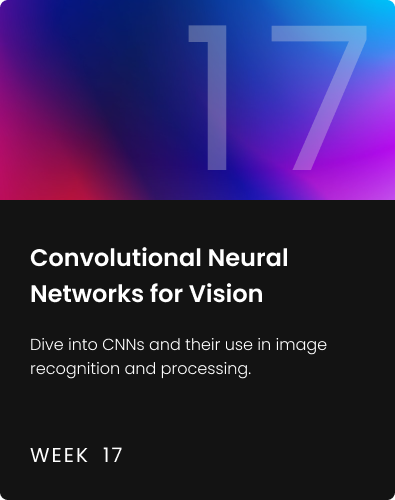 17
Convolutional Neural
Networks for Vision
Dive into CNNs and their use in image
recognition and processing.
WEEK 17